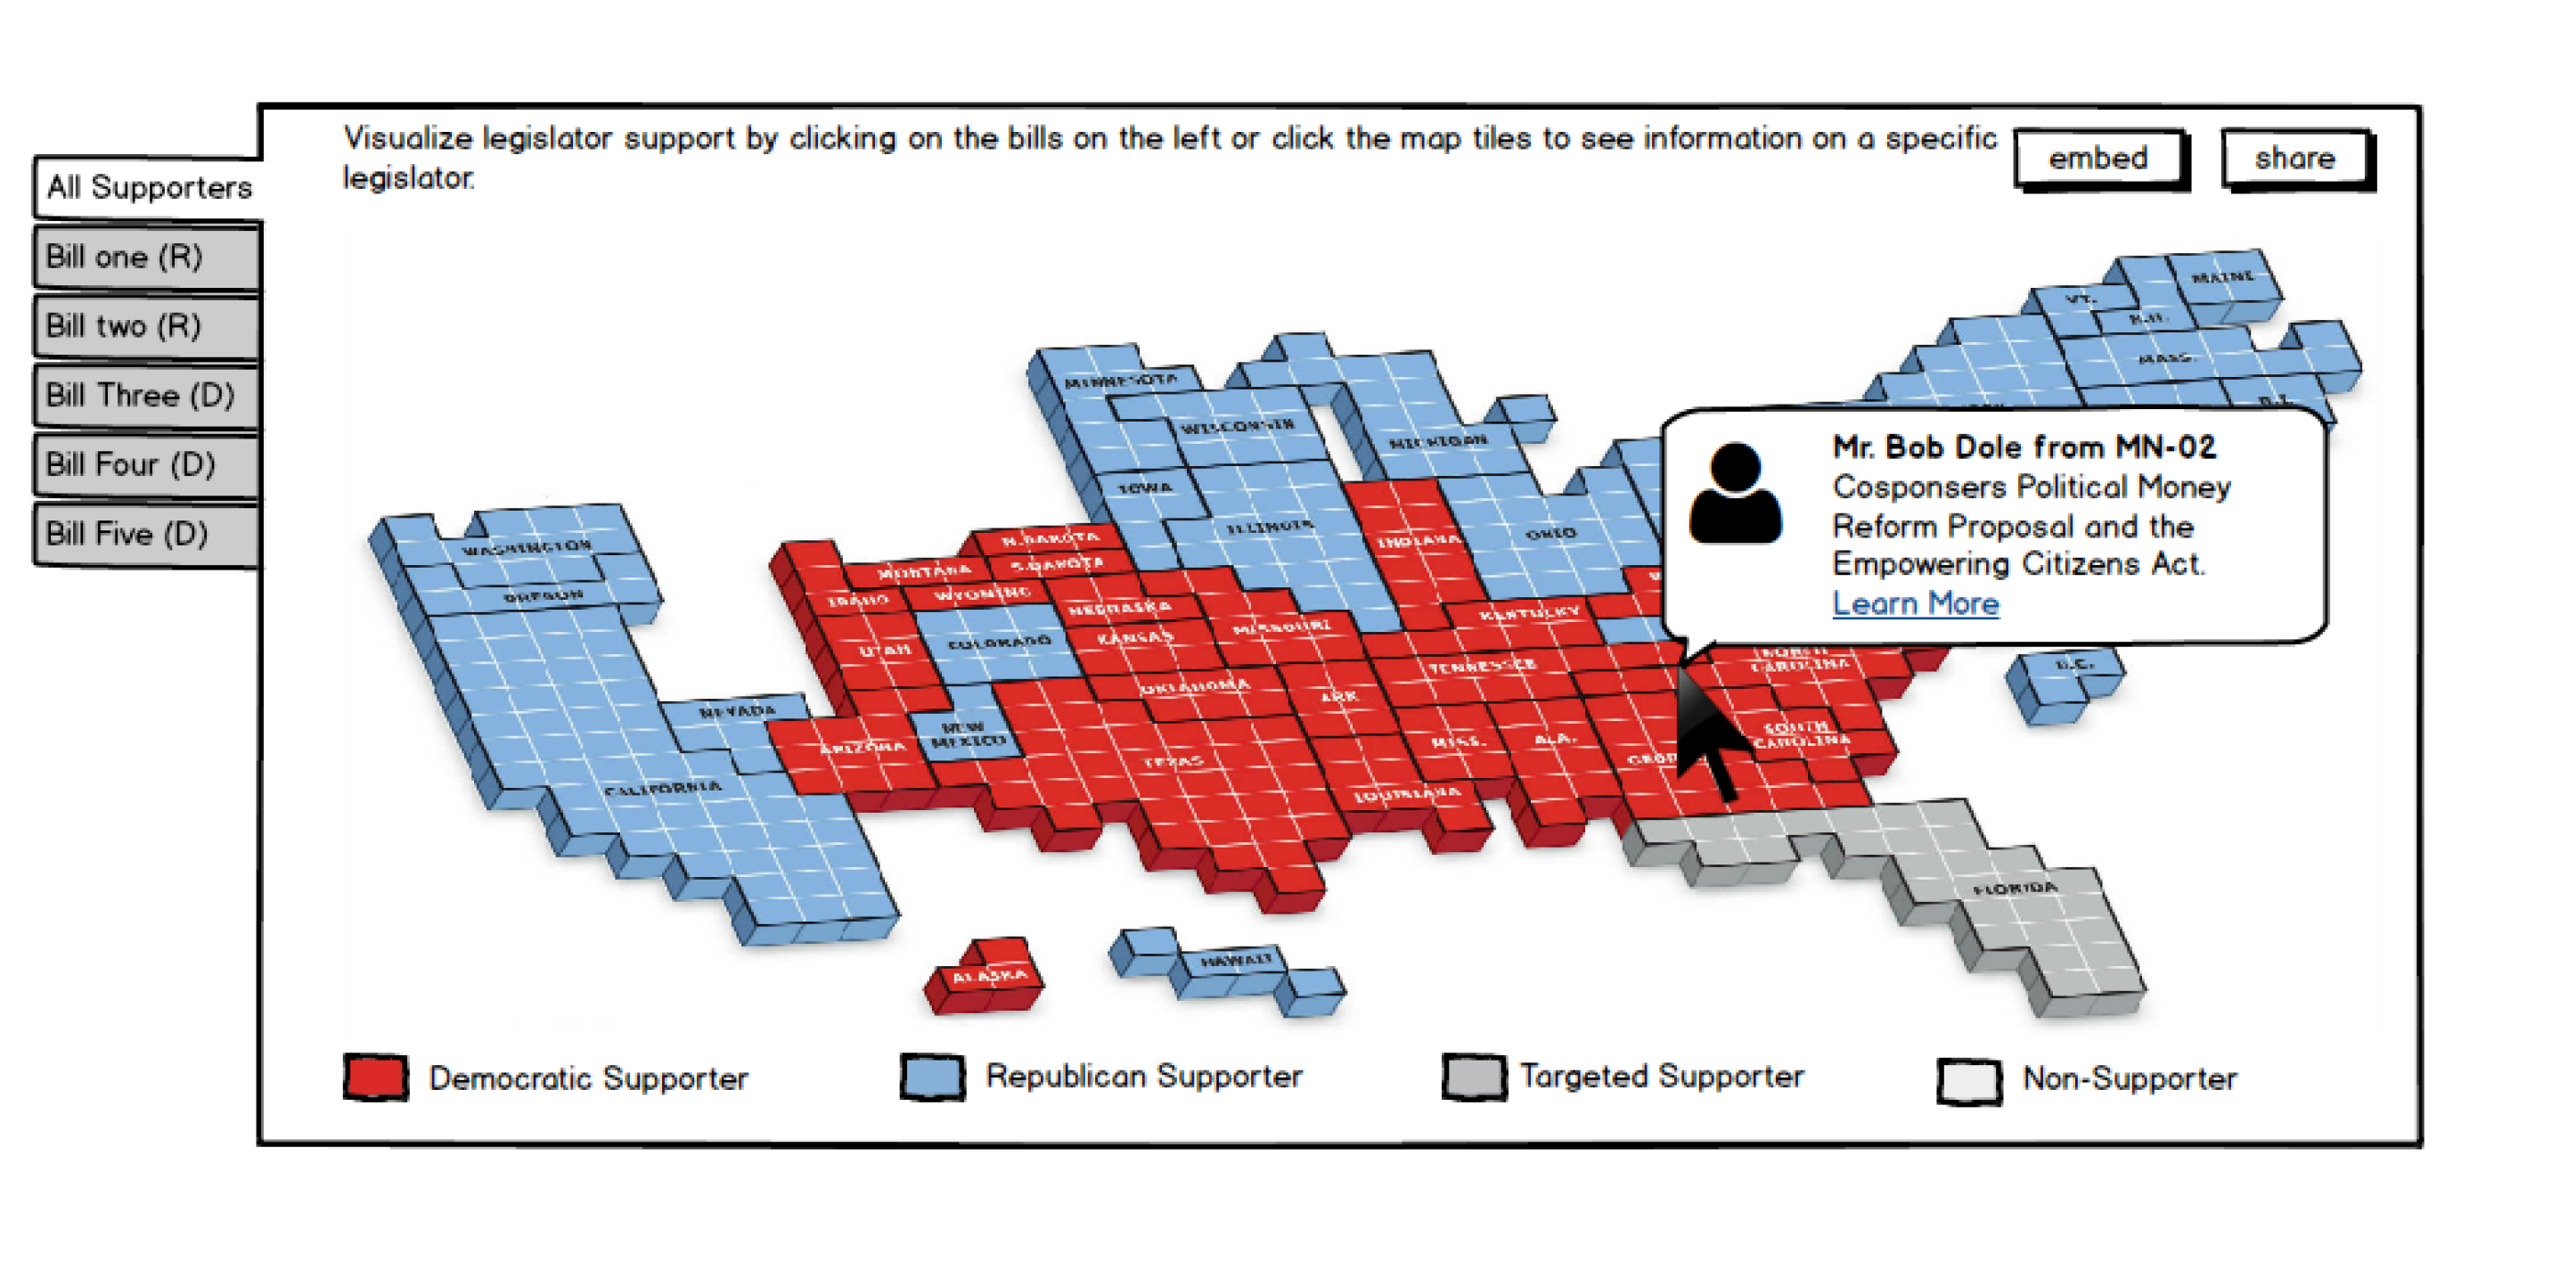 Visualize legislator support by clicking on the bills on the left or click the map tiles to see information on a specific
legislator.
embed
share
All Supporters
Bill one (R)
Bill two (R)
Bill Three (D)
Bill Four (D)
Bill Five (D)
MAINE
VT.
N.H.
MASS.
R.I.
MINNESOTA
WISCONSIN
MICHIGAN
IOWA
ILLINOIS
INDIANA
OHIO
WASHINGTON
OREGON
N.DAKOTA
MONTANA
S.DAKOTA
IDAHO
WYOMING
NEBRASKA
KENTUCKY
UTAH
COLORADO
KANSAS
MISSOURI
TENNESSEE
NORTH
CAROLINA
D.C.
OKLAHOMA
ARK.
NEVADA
NEW
MEXICO
ARIZONA
TEXAS
MISS.
ALA.
SOUTH
CAROLINA
CALIFORNIA
LOUISIANA
FLORIDA
ALASKA
HAWAII
Mr. Bob Dole from MN-02
Cosponsers Political Money
Reform Proposal and the
Empowering Citizens Act.
Learn More
Democratic Supporter
Republican Supporter
Targeted Supporter
Non-Supporter